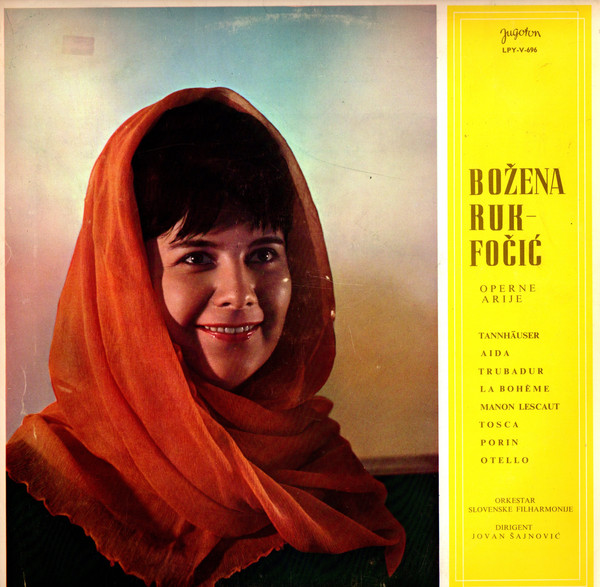 Jugoton
LPY-V-696
BOŽENA
RUK-
FOČIĆ
OPERNE
ARIJE
TANNHÄUSER
AIDA
TRUBADUR
LA BOHÈME
MANON LESCAUT
TOSCA
PORIN
OTELLO
ORKESTAR
SLOVENSKE FILHARMONIJE
DIRIGENT
JOVAN ŠAJNOVIĆ